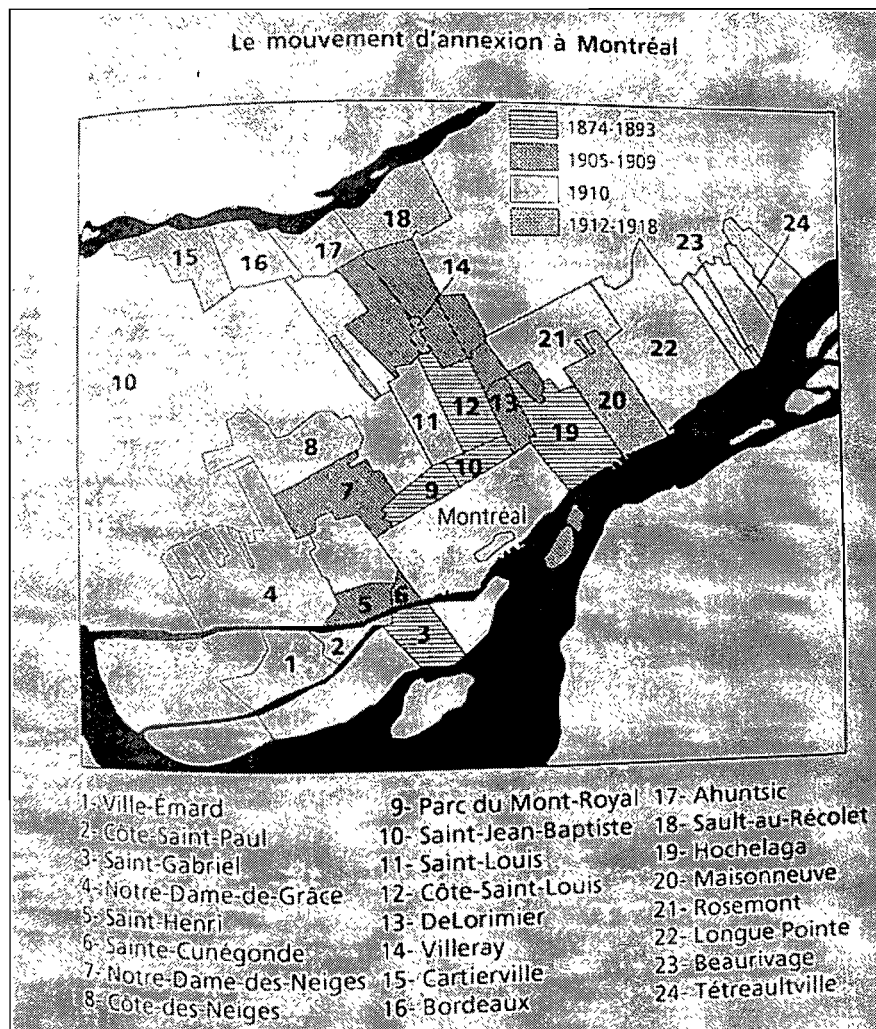 Le mouvement d'annexion à Montréal
1874-1893
1905-1909
1910
1912-1918
18
17
16
15
14
23
24
10
21
22
11
12
13
20
19
8
7
10
9
Montréal
4
5
6
3
2
1
1- Ville-Émard
2- Côte-Saint-Paul
3- Saint-Gabriel
4- Notre-Dame-de-Grâce
5- Saint-Henri
6- Sainte-Cunégonde
7- Notre-Dame-des-Neiges
8- Côte-des-Neiges
9- Parc du Mont-Royal
10- Saint-Jean-Baptiste
11- Saint-Louis
12- Côte-Saint-Louis
13- DeLorimier
14- Villeray
15- Cartierville
16- Bordeaux
17- Ahuntsic
18- Sault-au-Récolet
19- Hochelaga
20- Maisonneuve
21- Rosemont
22- Longue Pointe
23- Beaurivage
24- Tétreaultville